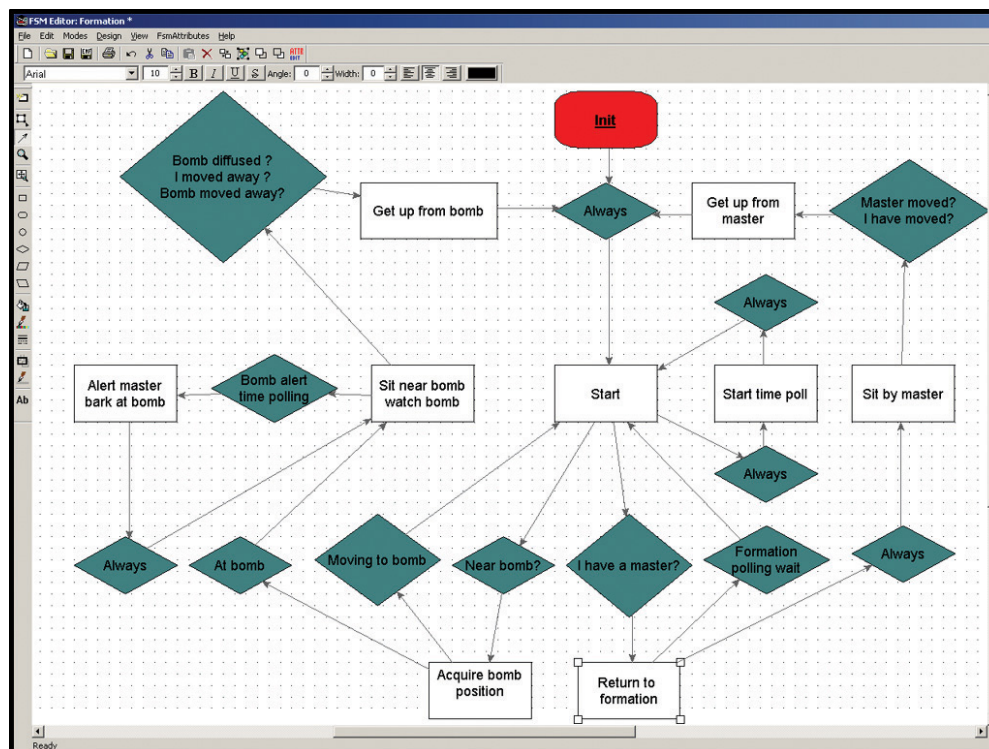 FSM Editor: Formation *
File Edit Modes Design View FsmAttributes Help
ATTR
EDIT
Arial 10 B I U S Angle: 0 Width: 0
Ab
Init
Bomb diffused ?
I moved away ?
Bomb moved away?
Get up from bomb
Always
Get up from
master
Master moved?
I have moved?
Always
Alert master
bark at bomb
Bomb alert
time polling
Sit near bomb
watch bomb
Start
Start time poll
Sit by master
Always
Always
At bomb
Moving to bomb
Near bomb?
I have a master?
Formation
polling wait
Always
Acquire bomb
position
Return to
formation
Ready